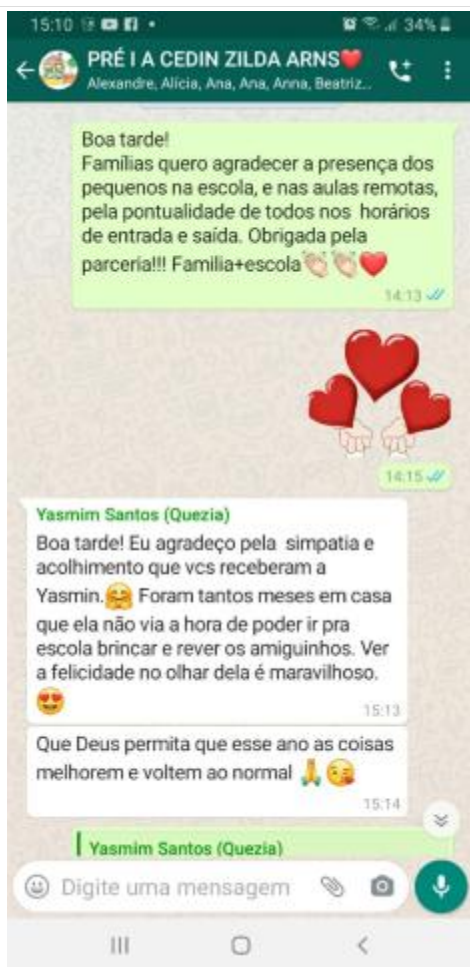 15:10
34%
PRÉ I A CEDIN ZILDA ARNS
Alexandre, Alícia, Ana, Ana, Anna, Beatriz...
Boa tarde!
Famílias quero agradecer a presença dos
pequenos na escola, e nas aulas remotas,
pela pontualidade de todos nos horários
de entrada e saída. Obrigada pela
parceria!!! Familia+escola👏🏻👏🏻❤️
14:13
14:15
Yasmim Santos (Quezia)
Boa tarde! Eu agradeço pela simpatia e
acolhimento que vcs receberam a
Yasmin.🤗 Foram tantos meses em casa
que ela não via a hora de poder ir pra
escola brincar e rever os amiguinhos. Ver
a felicidade no olhar dela é maravilhoso.
😍
15:13
Que Deus permita que esse ano as coisas
melhorem e voltem ao normal 🙏😘
15:14
Yasmim Santos (Quezia)
Digite uma mensagem